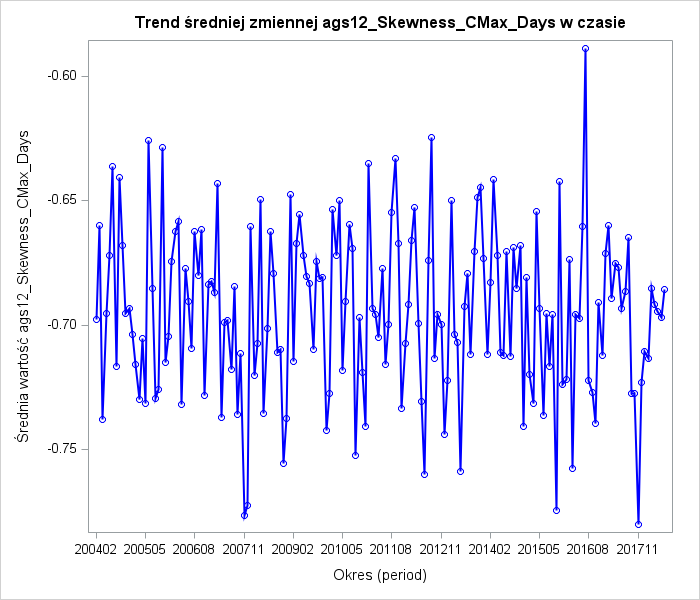 Trend średniej zmiennej ags12_Skewness_CMax_Days w czasie
Średnia wartość ags12_Skewness_CMax_Days
-0.60
-0.65
-0.70
-0.75
200402 200505 200608 200711 200902 201005 201108 201211 201402 201505 201608 201711
Okres (period)